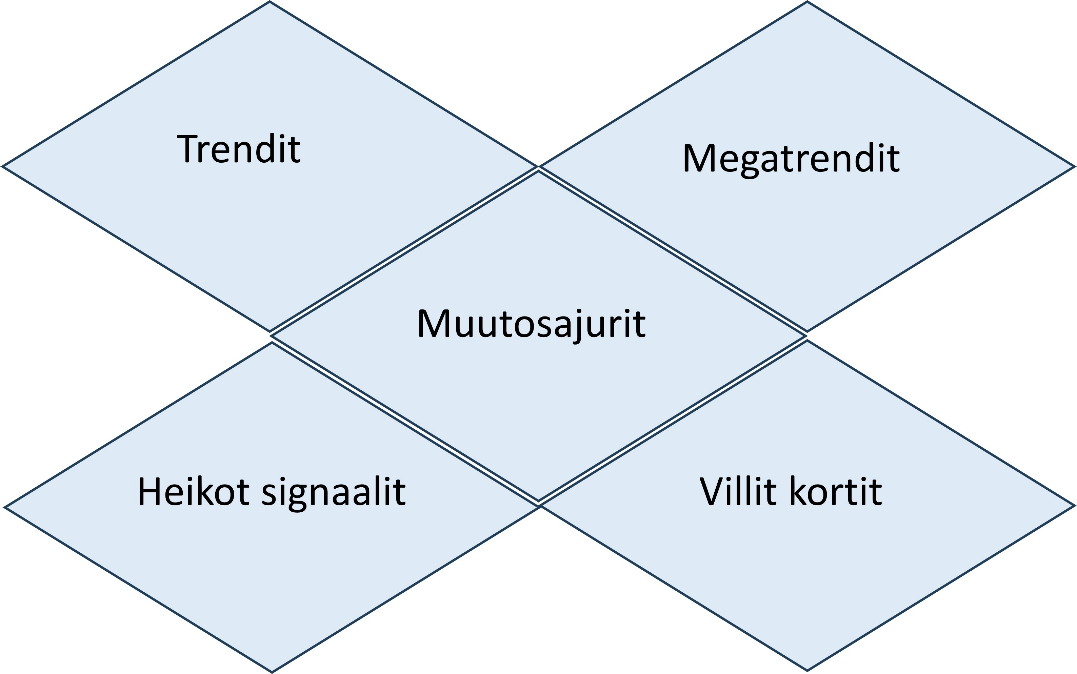 Trendit
Megatrendit
Muutosajurit
Heikot signaalit
Villit kortit